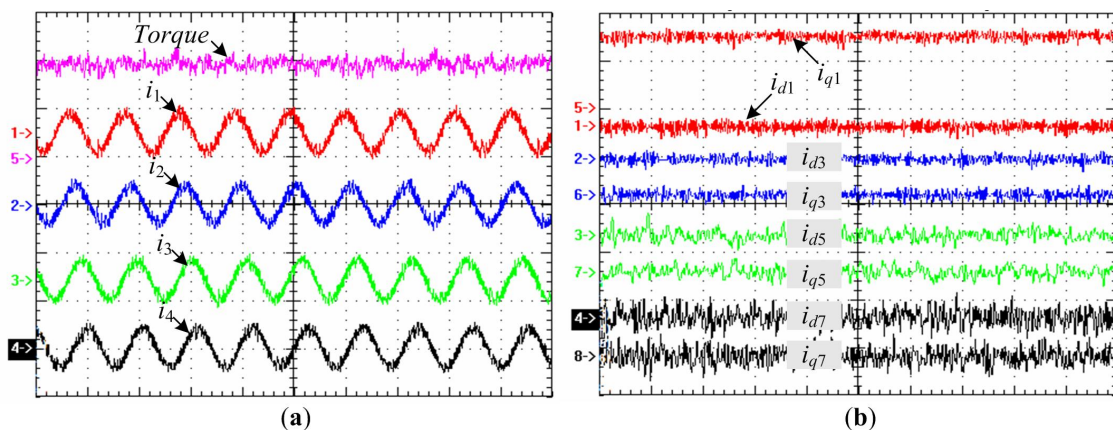 Torque
i1
1->
5->
i2
2->
i3
3->
i4
4->
(a)
iq1
id1
5->
1->
2->
id3
6->
iq3
3->
id5
7->
iq5
4->
id7
8->
iq7
(b)